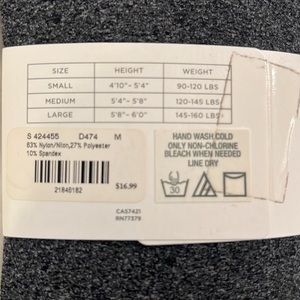 SIZE HEIGHT WEIGHT
SMALL 4'10"- 5'4" 90-120 LBS
MEDIUM 5'4"- 5'8" 120-145 LBS
LARGE 5'8"- 6'0" 145-160 LBS
S 424455 D474 M
63% Nylon/Nilon,27% Polyester
10% Spandex
21840182 $16.99
HAND WASH COLD
ONLY NON-CHLORINE
BLEACH WHEN NEEDED
LINE DRY
30
CA57421
RN77379